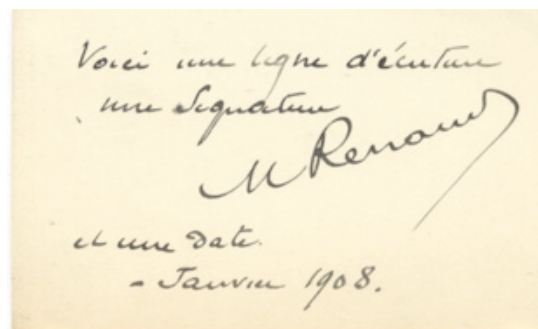 Voici une ligne d'écriture
une signature
M Renaud
et une date.
- Janvier 1908.